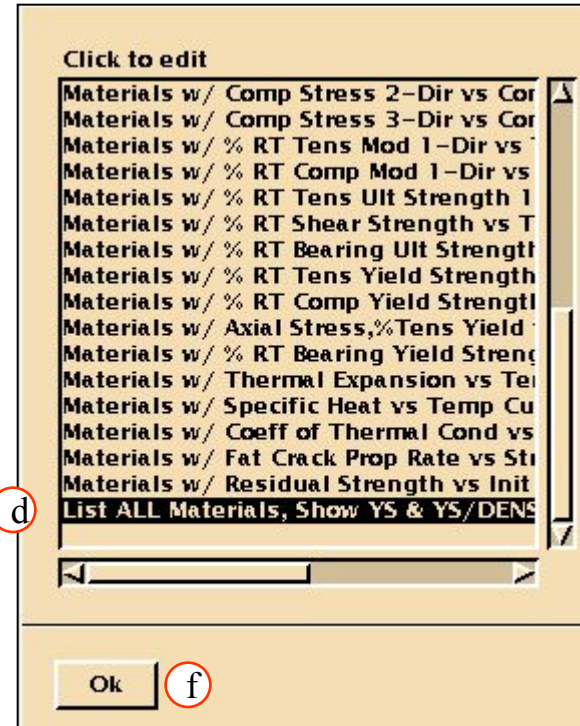 Click to edit
Materials w/ Comp Stress 2-Dir vs Cor
Materials w/ Comp Stress 3-Dir vs Cor
Materials w/ % RT Tens Mod 1-Dir vs
Materials w/ % RT Comp Mod 1-Dir vs
Materials w/ % RT Tens Ult Strength 1
Materials w/ % RT Shear Strength vs T
Materials w/ % RT Bearing Ult Strength
Materials w/ % RT Tens Yield Strength
Materials w/ % RT Comp Yield Strengtl
Materials w/ Axial Stress,%Tens Yield
Materials w/ % RT Bearing Yield Streng
Materials w/ Thermal Expansion vs Ter
Materials w/ Specific Heat vs Temp Cu
Materials w/ Coeff of Thermal Cond vs
Materials w/ Fat Crack Prop Rate vs Str
Materials w/ Residual Strength vs Init
d List ALL Materials, Show YS & YS/DENS
Ok f